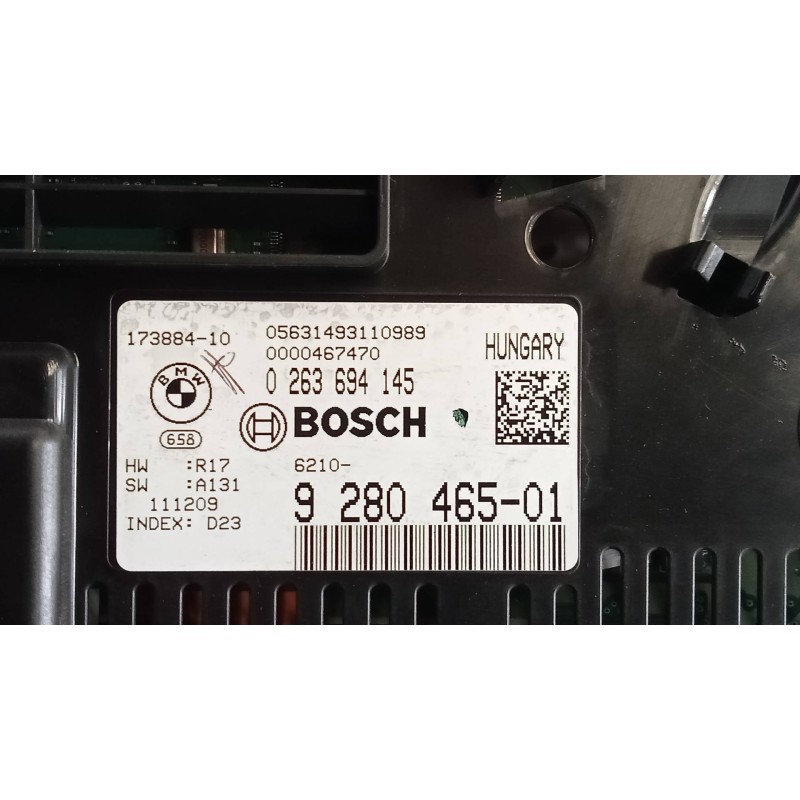 173884-10
05631493110989
0000467470
HUNGARY
0 263 694 145
BMW
BOSCH
658
HW :R17
6210-
SW :A131
9 280 465-01
111209
INDEX: D23